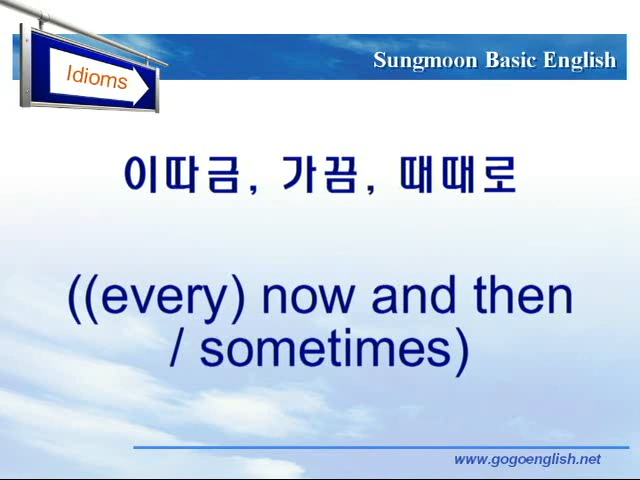 Idioms
Sungmoon Basic English
이따금, 가끔, 때때로
((every) now and then
/ sometimes)
www.gogoenglish.net